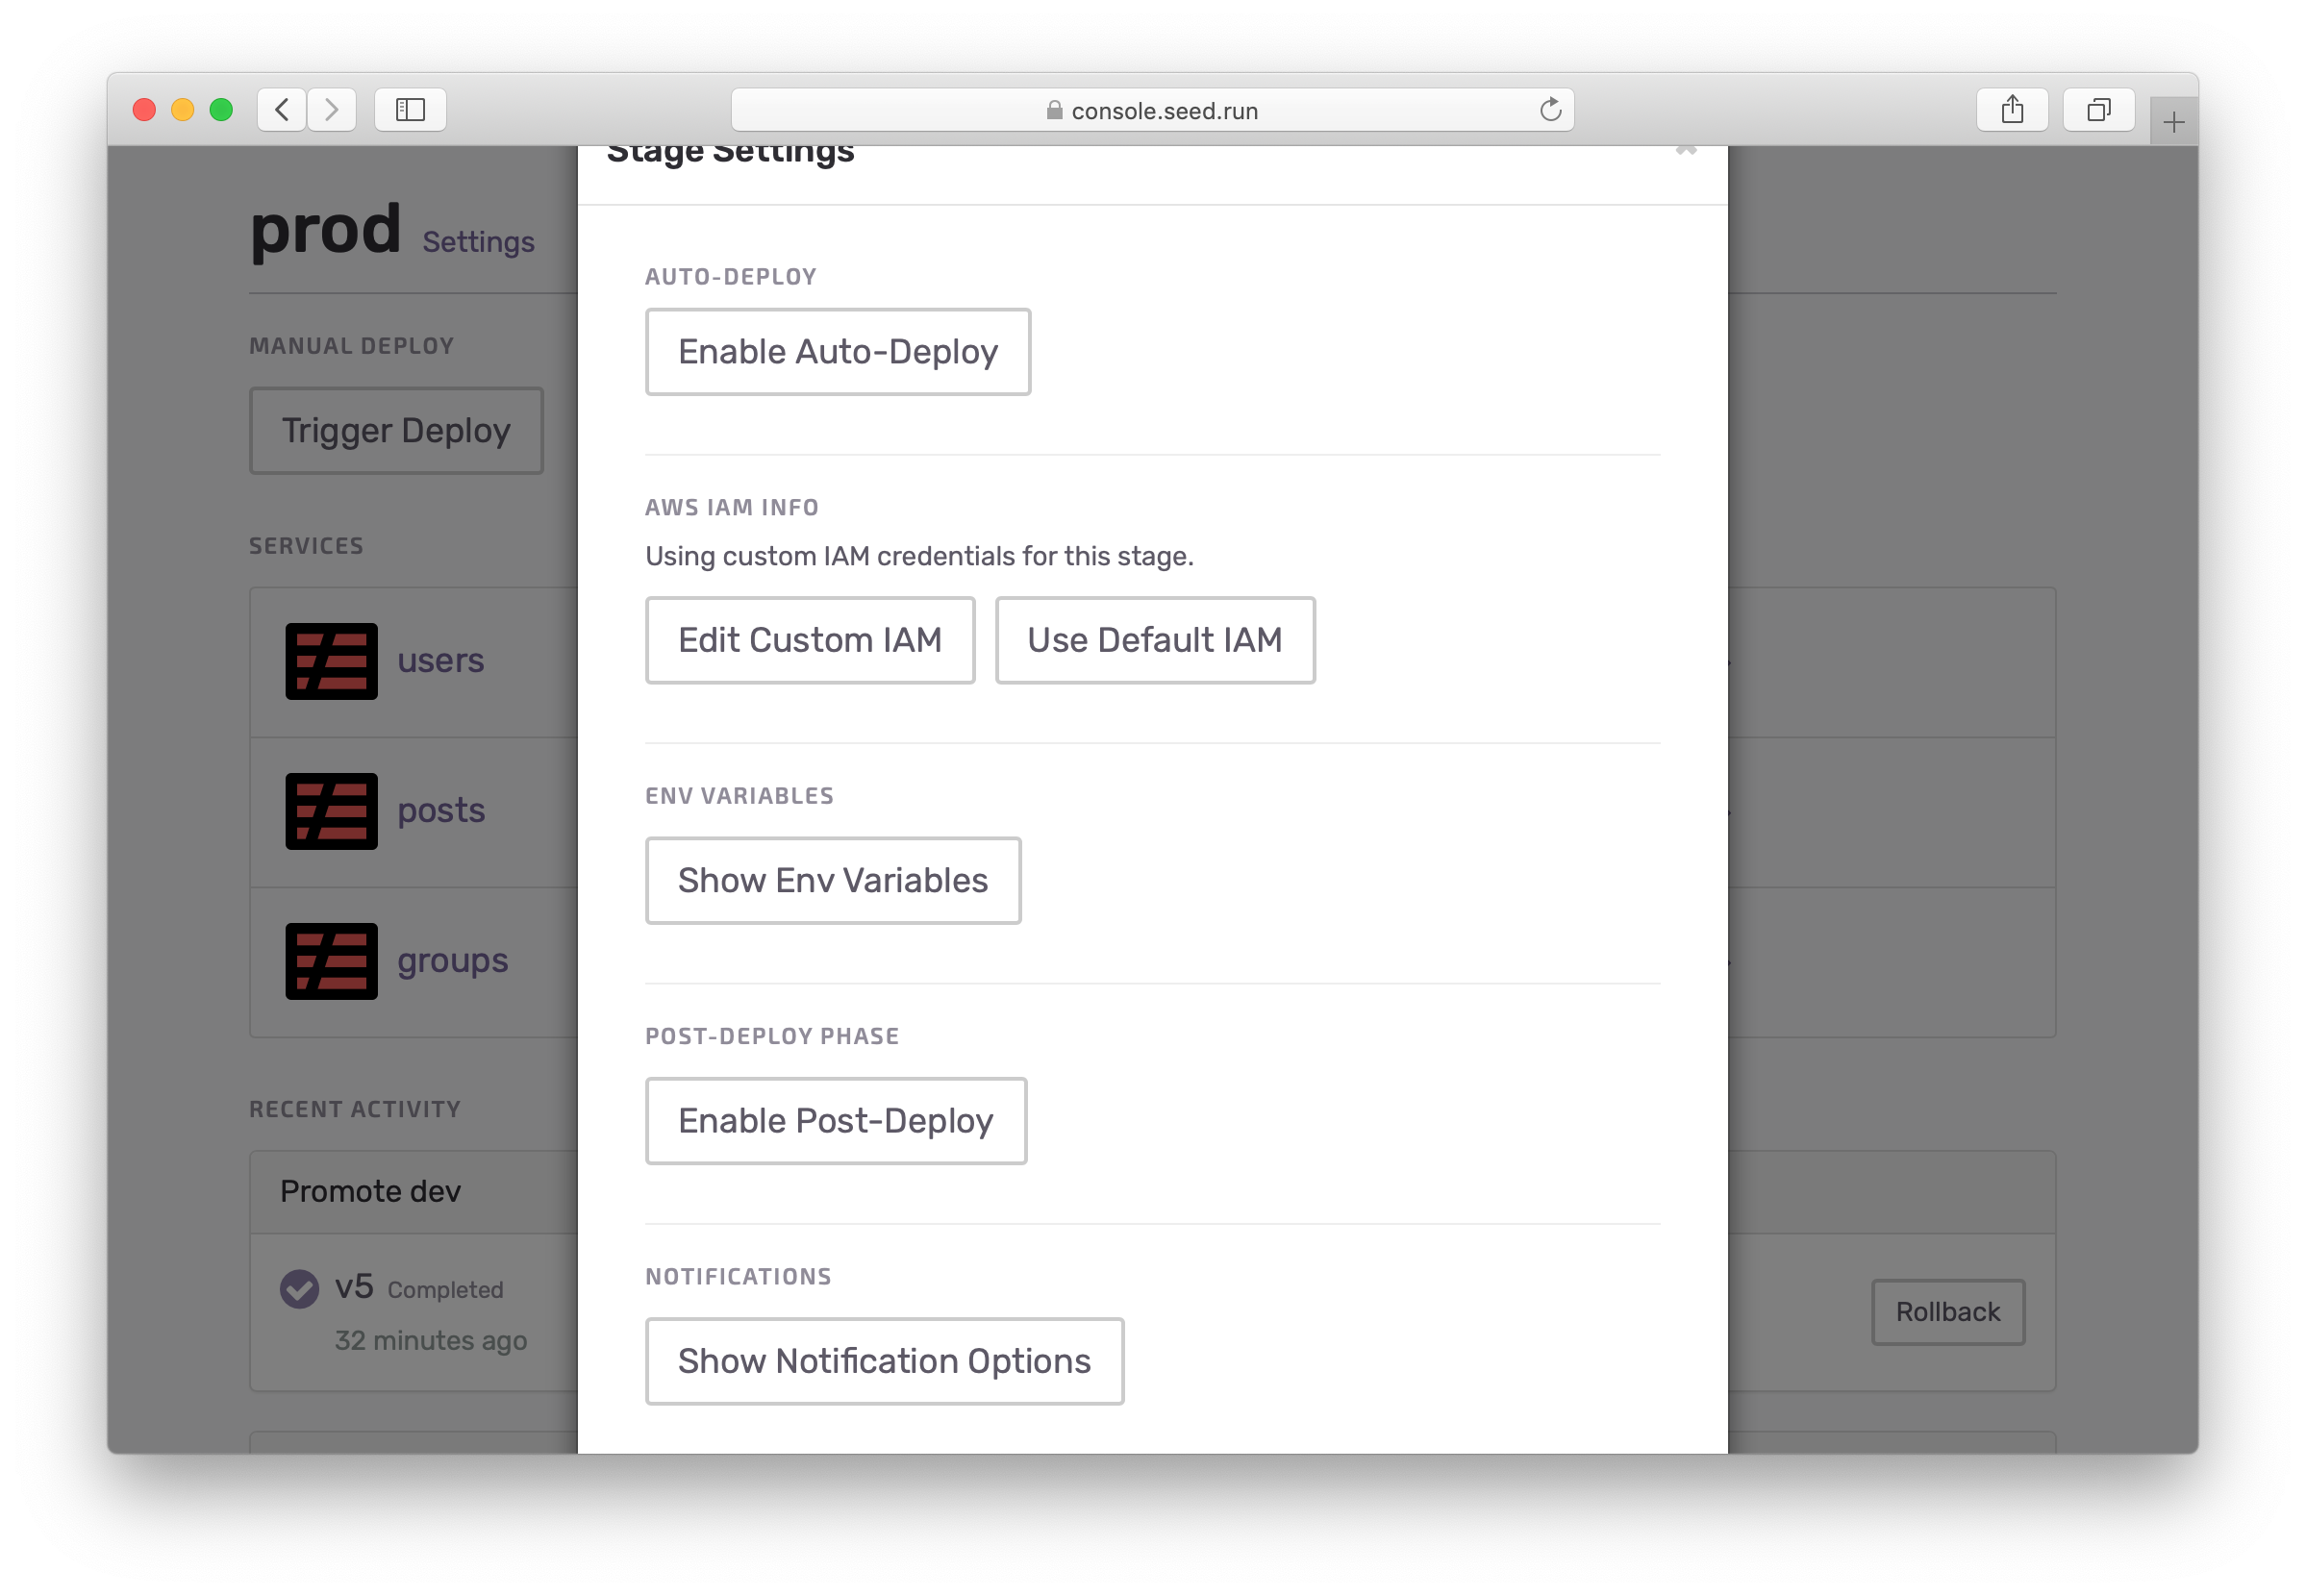 console.seed.run
Stage Settings
prod Settings
MANUAL DEPLOY
Trigger Deploy
SERVICES
users
posts
groups
RECENT ACTIVITY
Promote dev
v5 Completed
32 minutes ago
Rollback
AUTO-DEPLOY
Enable Auto-Deploy
AWS IAM INFO
Using custom IAM credentials for this stage.
Edit Custom IAM Use Default IAM
ENV VARIABLES
Show Env Variables
POST-DEPLOY PHASE
Enable Post-Deploy
NOTIFICATIONS
Show Notification Options